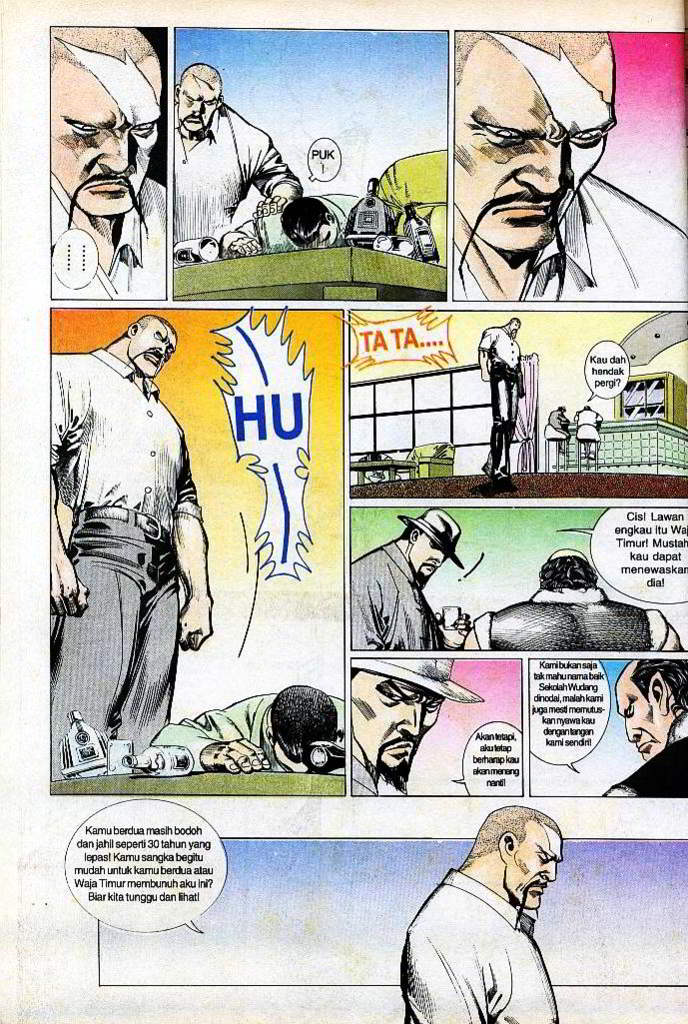 PUK
!
......
HU
TA TA....
Kau dah
hendak
pergi?
Cis! Lawan
engkau itu
Timur!
kau dapat
menewaskan
dia!
Akan tetapi,
aku tetap
berharap kau
akan menang
nanti!
Kami bukan saja
tak mahu nama baik
Sekolah Wudang
dinodai, malah kami
juga mesti memutus-
kan nyawa kau
dengan tangan
kami sendiri!
Kamu berdua masih bodoh
dan jahil seperti 30 tahun yang
lepas! Kamu sangka begitu
mudah untuk kamu berdua atau
Waja Timur membunuh aku ini?
Biar kita tunggu dan lihat!